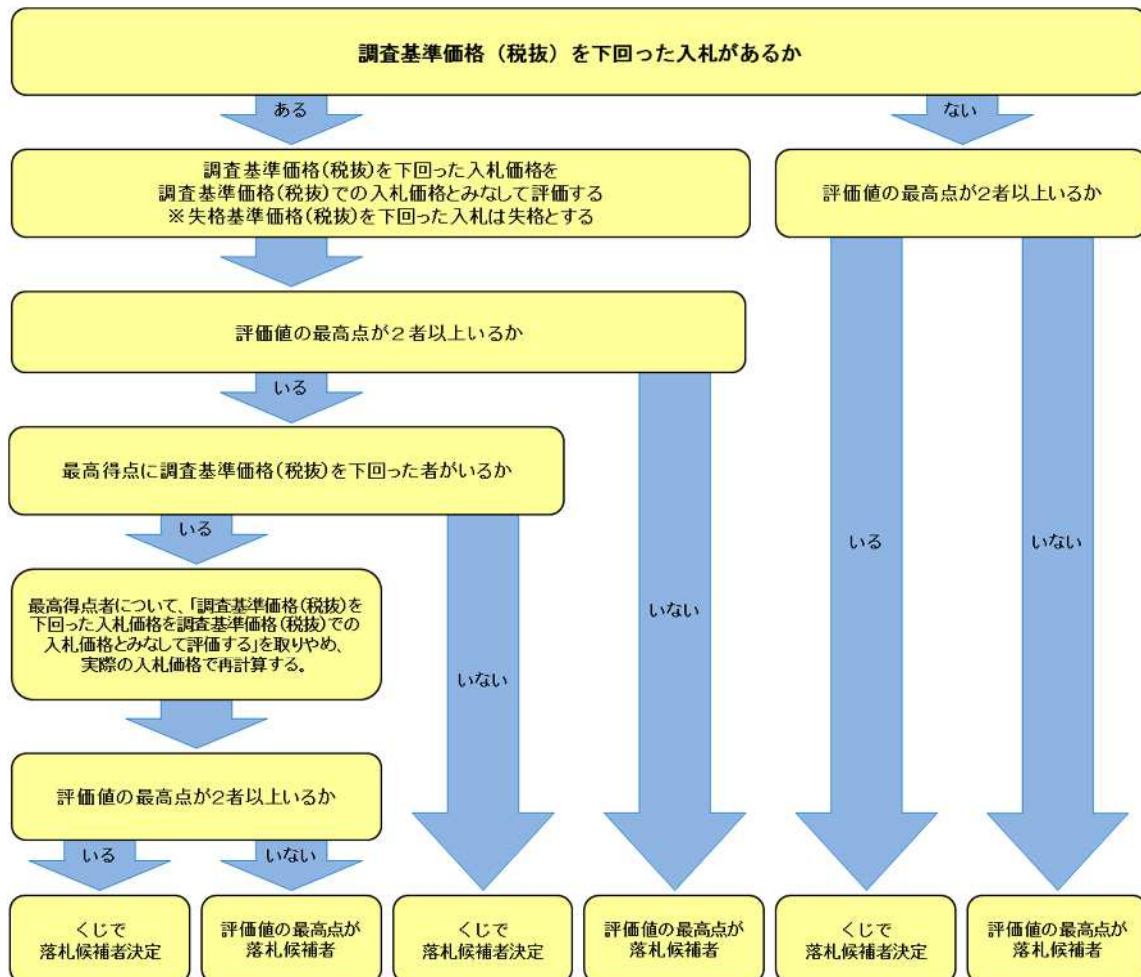 調査基準価格（税抜）を下回った入札があるか
ある
ない
調査基準価格(税抜)を下回った入札価格を
調査基準価格(税抜)での入札価格とみなして評価する
※失格基準価格(税抜)を下回った入札は失格とする
評価値の最高点が2者以上いるか
評価値の最高点が２者以上いるか
いる
最高得点に調査基準価格(税抜)を下回った者がいるか
いる
いる
いない
最高得点者について、「調査基準価格(税抜)を
下回った入札価格を調査基準価格(税抜)での
入札価格とみなして評価する」を取りやめ、
実際の入札価格で再計算する。
いない
いない
評価値の最高点が2者以上いるか
いる
いない
くじで
落札候補者決定
評価値の最高点が
落札候補者
くじで
落札候補者決定
評価値の最高点が
落札候補者
くじで
落札候補者決定
評価値の最高点が
落札候補者